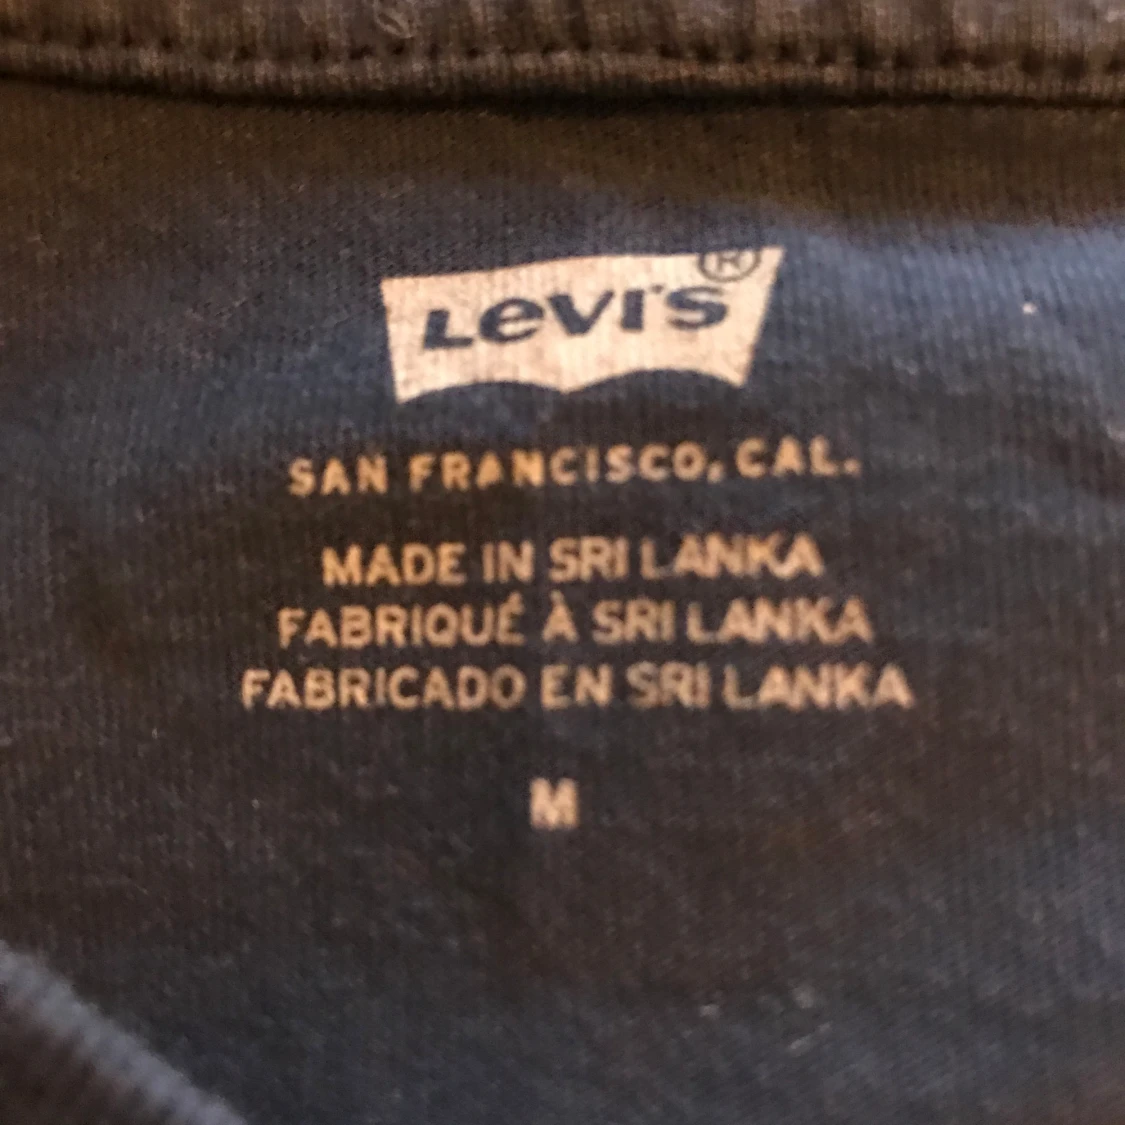 Levi's®
SAN FRANCISCO, CAL.
MADE IN SRI LANKA
FABRIQUÉ À SRI LANKA
FABRICADO EN SRI LANKA
M